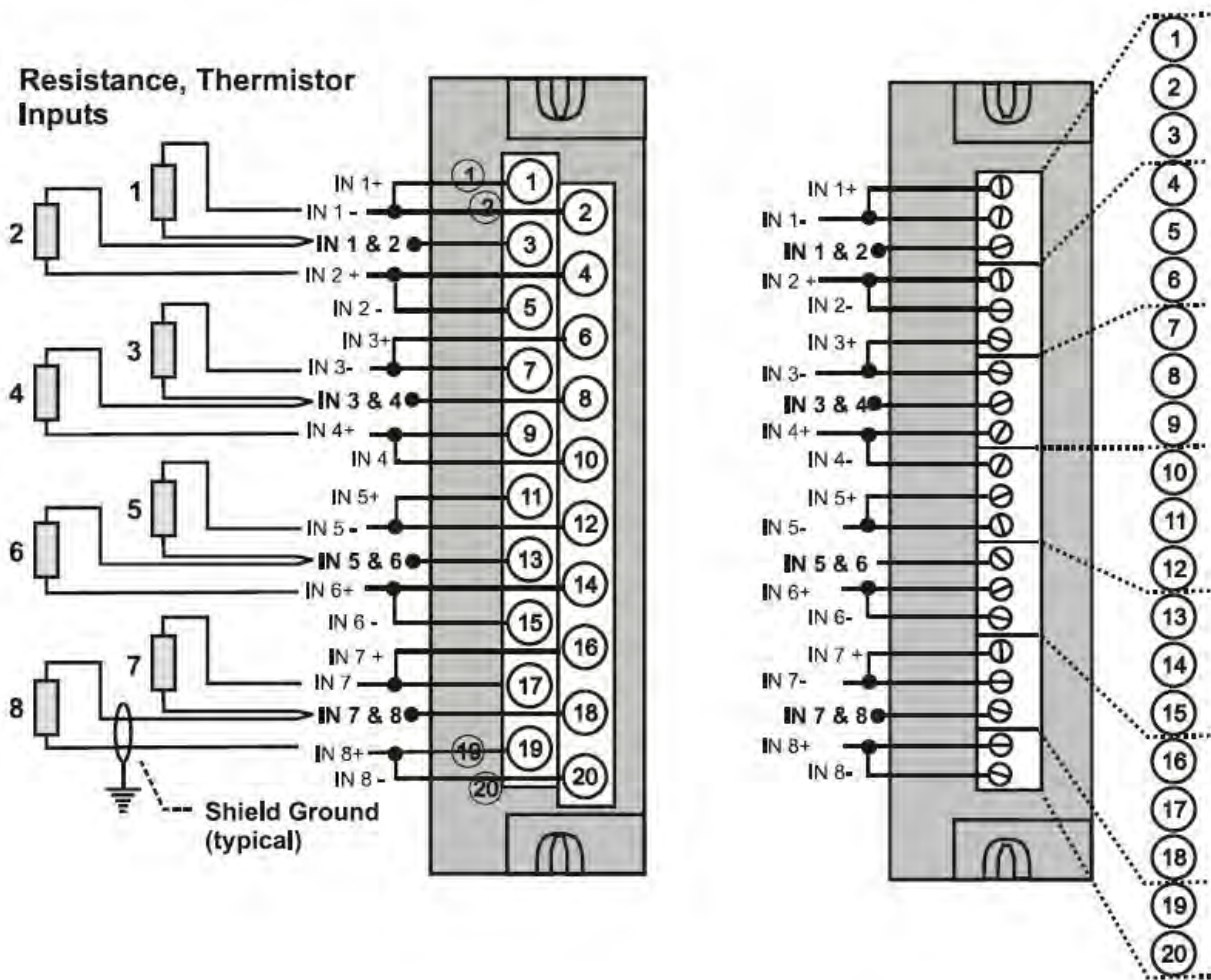 Resistance, Thermistor
Inputs
1
2
3
4
5
6
7
8
IN 1+
IN 1 -
IN 1 & 2
IN 2 +
IN 2 -
IN 3+
IN 3-
IN 3 & 4
IN 4+
IN 4
IN 5+
IN 5 -
IN 5 & 6
IN 6+
IN 6 -
IN 7 +
IN 7
IN 7 & 8
IN 8+
IN 8 -
Shield Ground
(typical)
1
2
19
20
1
2
3
4
5
6
7
8
9
10
11
12
13
14
15
16
17
18
19
20
IN 1+
IN 1-
IN 1 & 2
IN 2 +
IN 2-
IN 3+
IN 3-
IN 3 & 4
IN 4+
IN 4-
IN 5+
IN 5-
IN 5 & 6
IN 6+
IN 6-
IN 7 +
IN 7-
IN 7 & 8
IN 8+
IN 8-
1
2
3
4
5
6
7
8
9
10
11
12
13
14
15
16
17
18
19
20